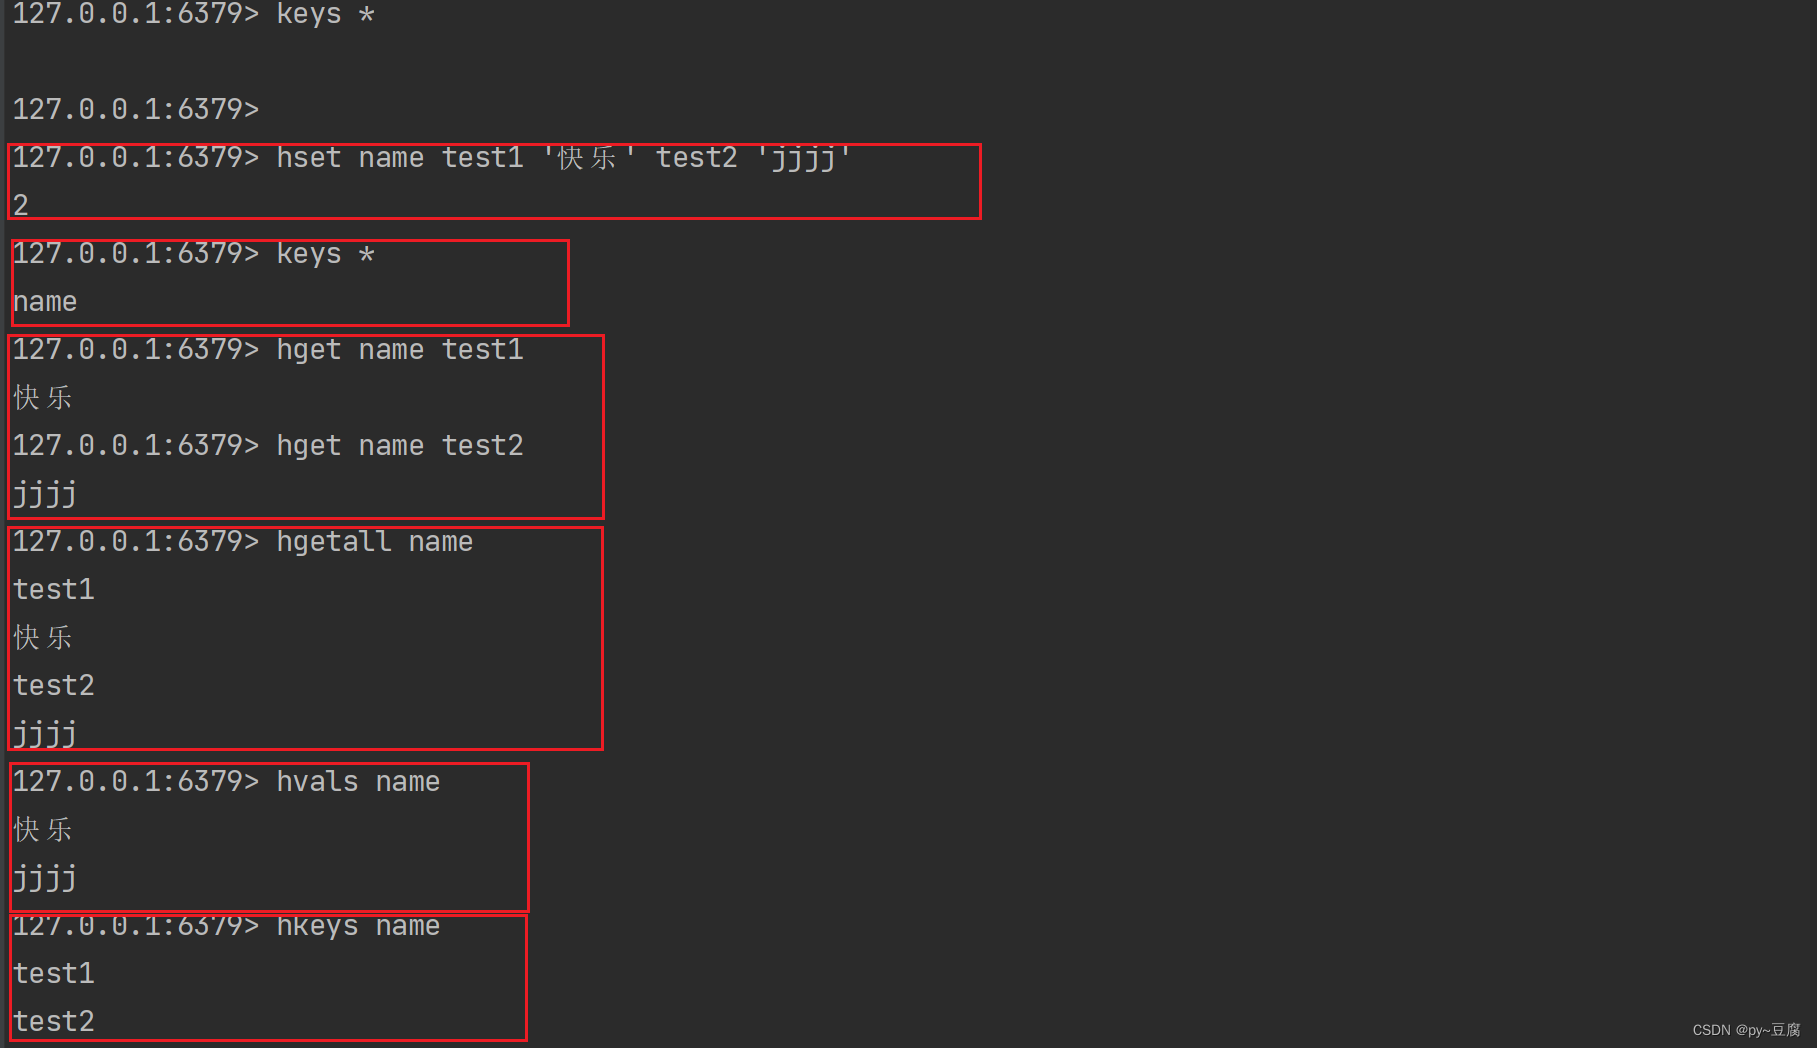 127.0.0.1:6379> keys *
127.0.0.1:6379>
127.0.0.1:6379> hset name test1 '快乐' test2 'jjjj'
2
127.0.0.1:6379> keys *
name
127.0.0.1:6379> hget name test1
快乐
127.0.0.1:6379> hget name test2
jjjj
127.0.0.1:6379> hgetall name
test1
快乐
test2
jjjj
127.0.0.1:6379> hvals name
快乐
jjjj
127.0.0.1:6379> hkeys name
test1
test2
CSDN @py~豆腐